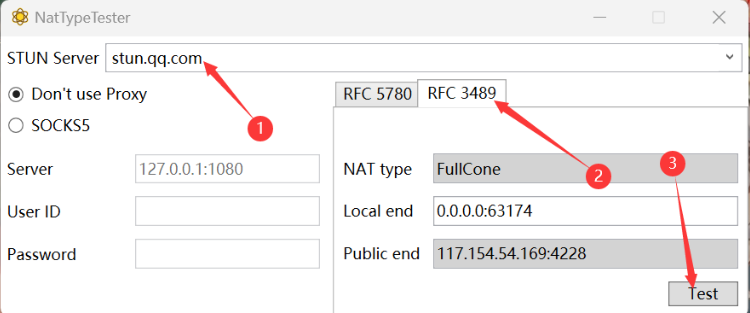 NatTypeTester
STUN Server stun.qq.com
Don't use Proxy
SOCKS5
Server 127.0.0.1:1080
User ID
Password
RFC 5780 RFC 3489
NAT type FullCone
Local end 0.0.0.0:63174
Public end 117.154.54.169:4228
Test
1
2
3